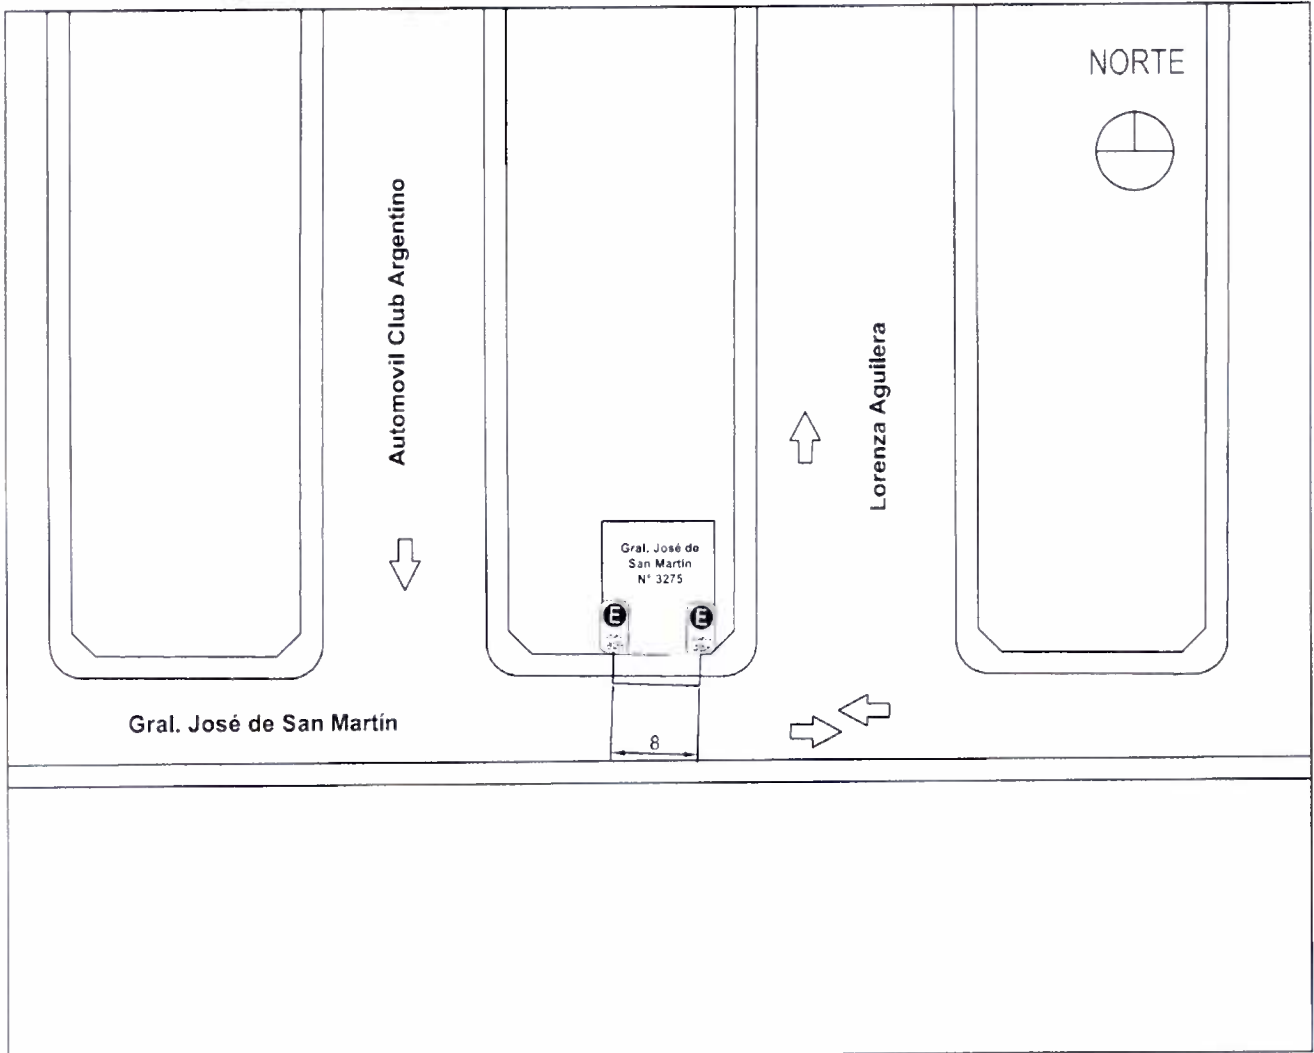 NORTE
Automovil Club Argentino
Lorenza Aguilera
Gral. José de
San Martín
N° 3275
E
E
Gral. José de San Martín
8